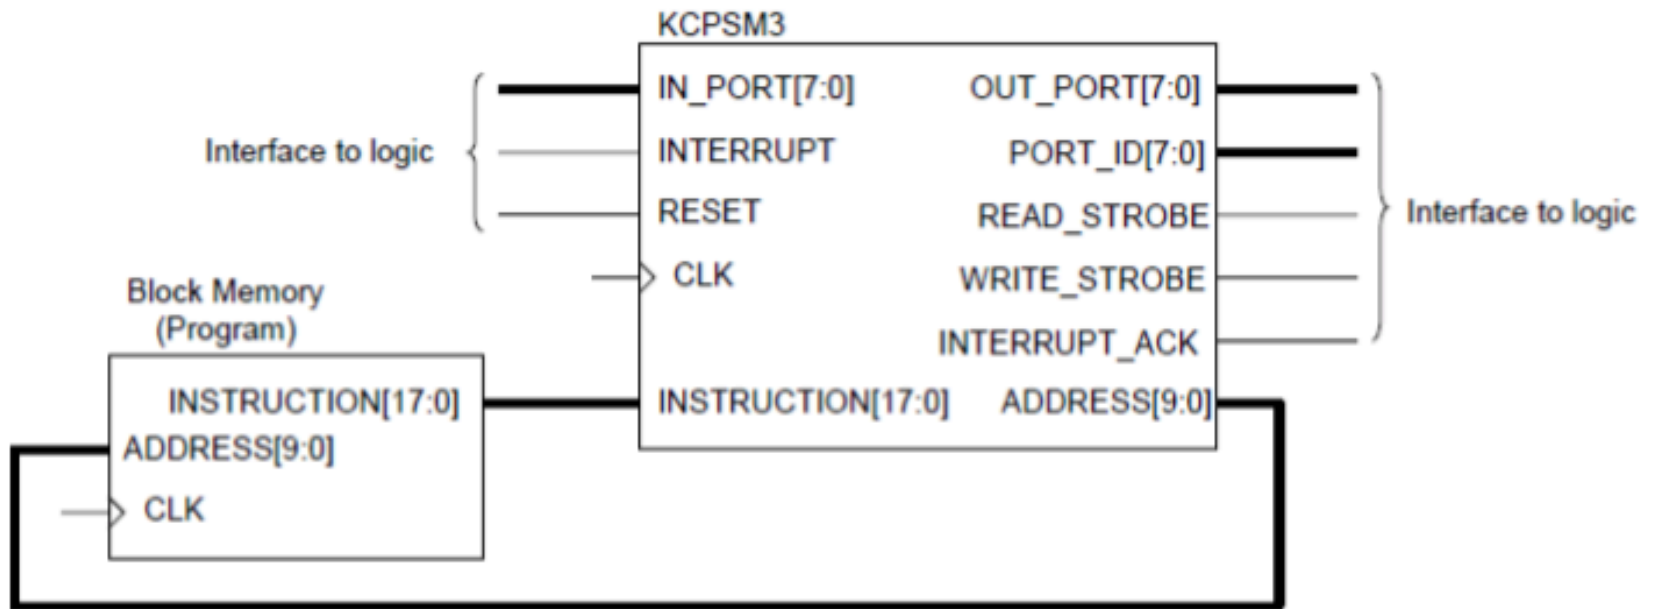 KCPSM3
IN_PORT[7:0] OUT_PORT[7:0]
Interface to logic INTERRUPT PORT_ID[7:0]
RESET READ_STROBE Interface to logic
CLK WRITE_STROBE
Block Memory
(Program)
INTERRUPT_ACK
INSTRUCTION[17:0] INSTRUCTION[17:0] ADDRESS[9:0]
ADDRESS[9:0]
CLK